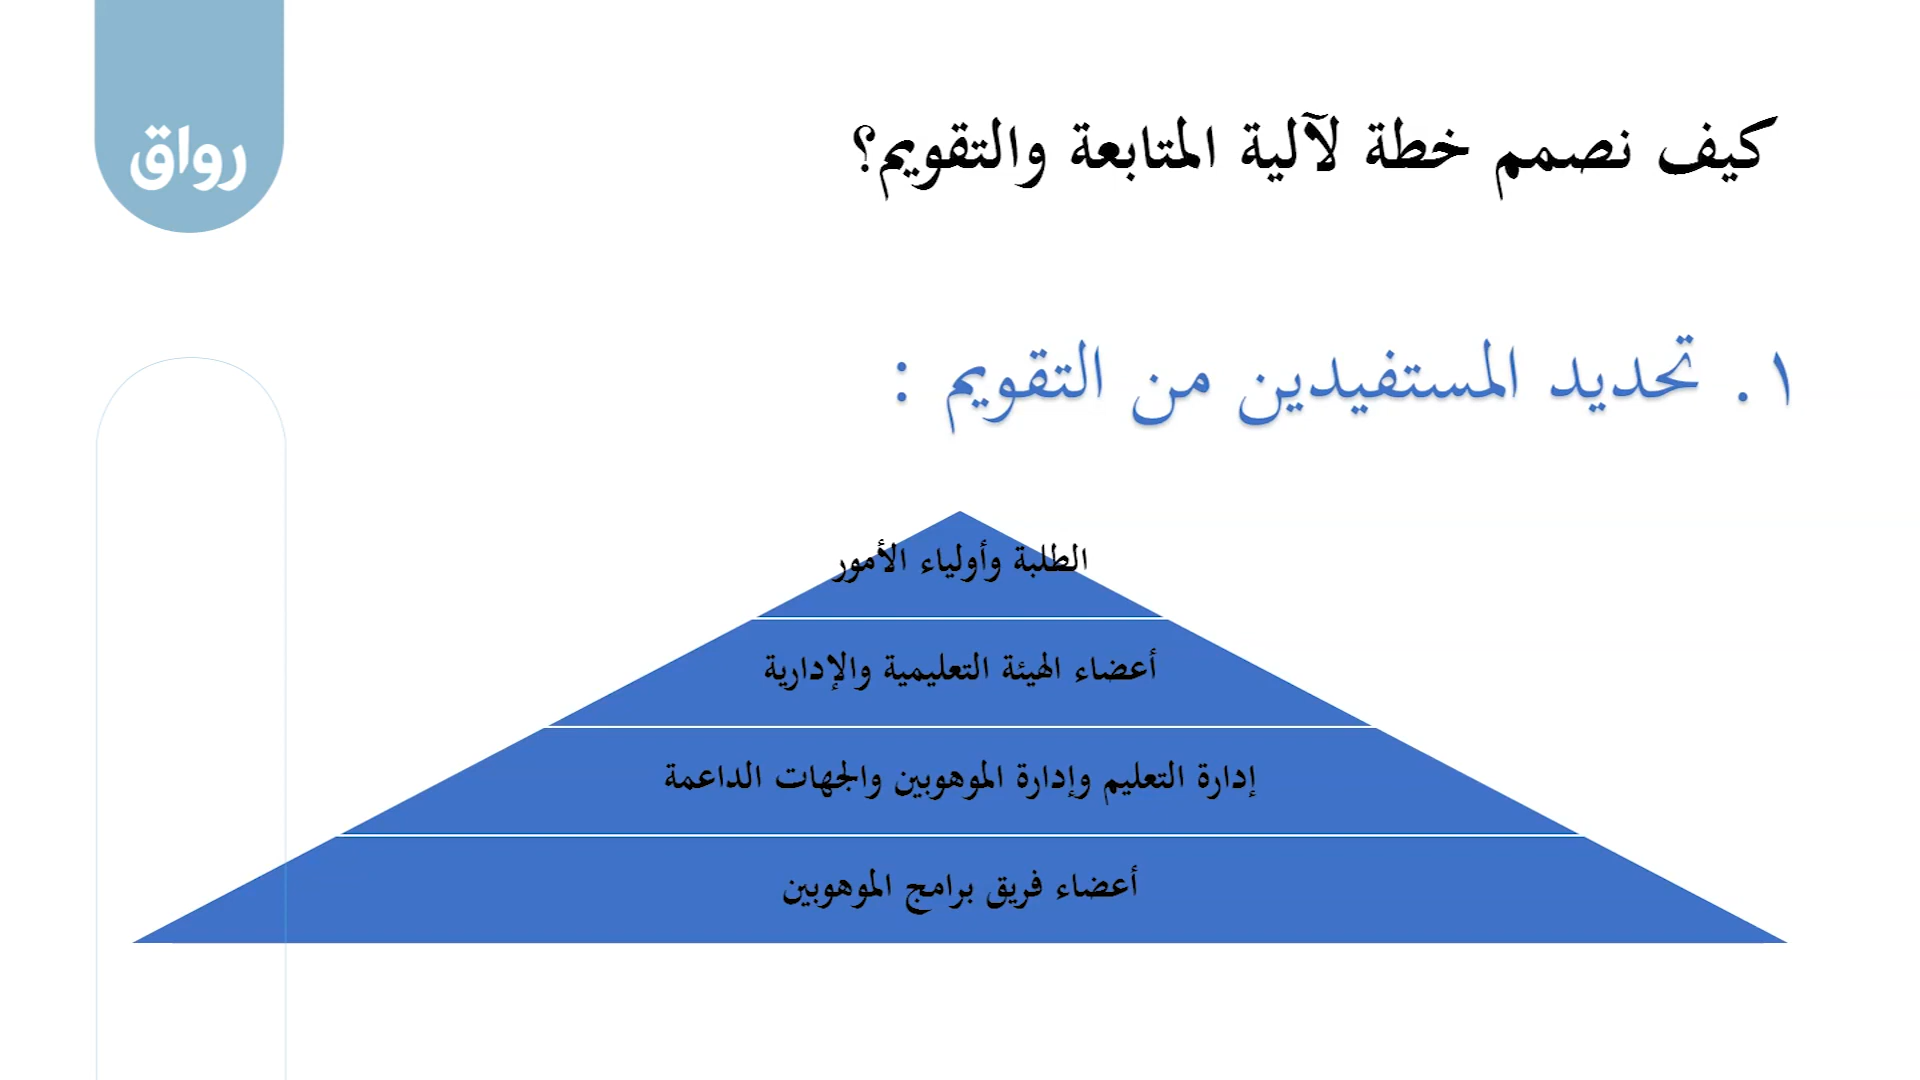 رواق
كيف نصمم خطة لآلية المتابعة والتقويم؟
١. تحديد المستفيدين من التقويم :
الطلبة وأولياء الأمور
أعضاء الهيئة التعليمية والإدارية
إدارة التعليم وإدارة الموهوبين والجهات الداعمة
أعضاء فريق برامج الموهوبين